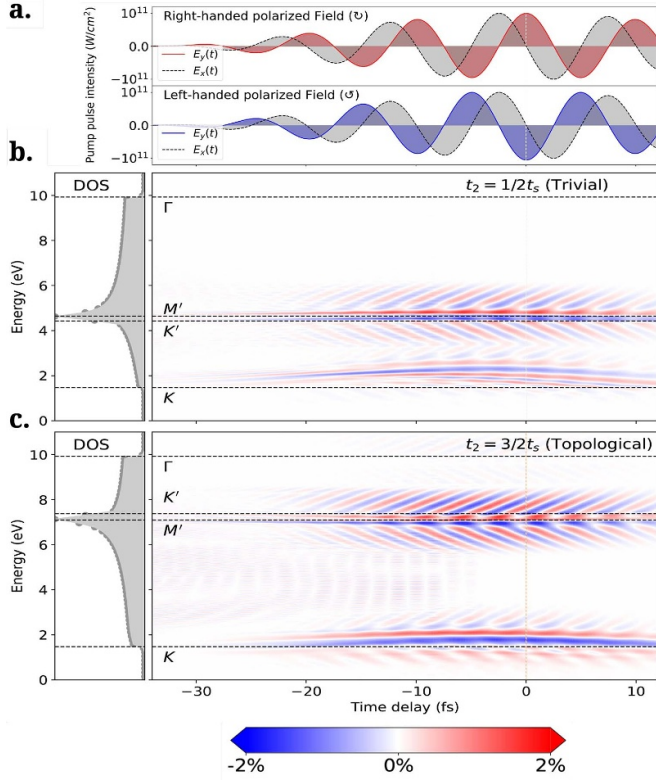 a.
Pump pulse intensity (W/cm²)
10¹¹
0.0
−10¹¹
Right-handed polarized Field (↻)
E_y(t)
E_x(t)
10¹¹
0.0
−10¹¹
Left-handed polarized Field (↺)
E_y(t)
E_x(t)
b.
DOS
t₂ = 1/2tₛ (Trivial)
Energy (eV)
10
8
6
4
2
0
Γ
M′
K′
K
c.
DOS
t₂ = 3/2tₛ (Topological)
Energy (eV)
10
8
6
4
2
0
Γ
K′
M′
K
−30
−20
−10
0
10
Time delay (fs)
-2%
0%
2%